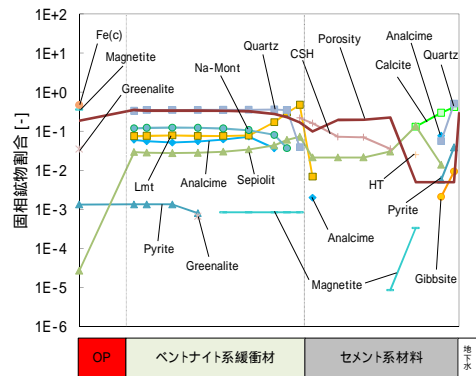 1E+2
1E+1
1E+0
1E-1
1E-2
1E-3
1E-4
1E-5
1E-6
固相鉱物割合 [-]
Fe(c)
Magnetite
Greenalite
Na-Mont
Quartz
CSH
Porosity
Analcime
Calcite
Quartz
Lmt
Analcime
Sepiolit
HT
Pyrite
Pyrite
Greenalite
Analcime
Magnetite
Gibbsite
OP
ベントナイト系緩衝材
セメント系材料
地下水